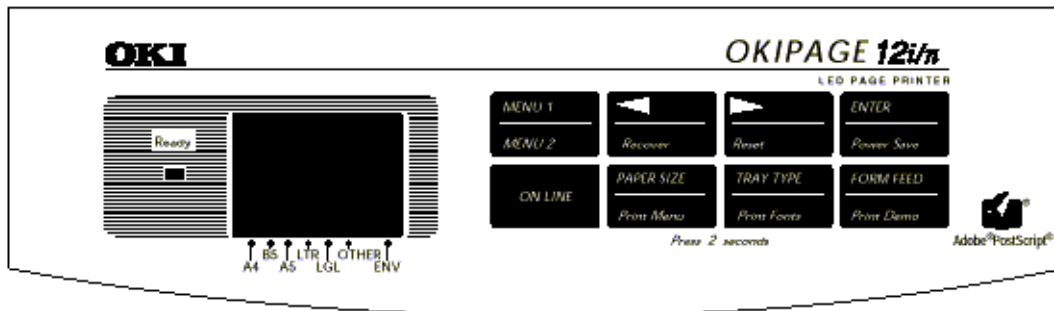 OKI
OKIPAGE 12i/n
LED PAGE PRINTER
Ready
MENU 1
MENU 2
Recover
Reset
ENTER
Power Save
ON LINE
PAPER SIZE
Print Menu
TRAY TYPE
Print Fonts
FORM FEED
Print Demo
Press 2 seconds
Adobe®PostScript®
A4 B5 A5 LTR LGL OTHER ENV